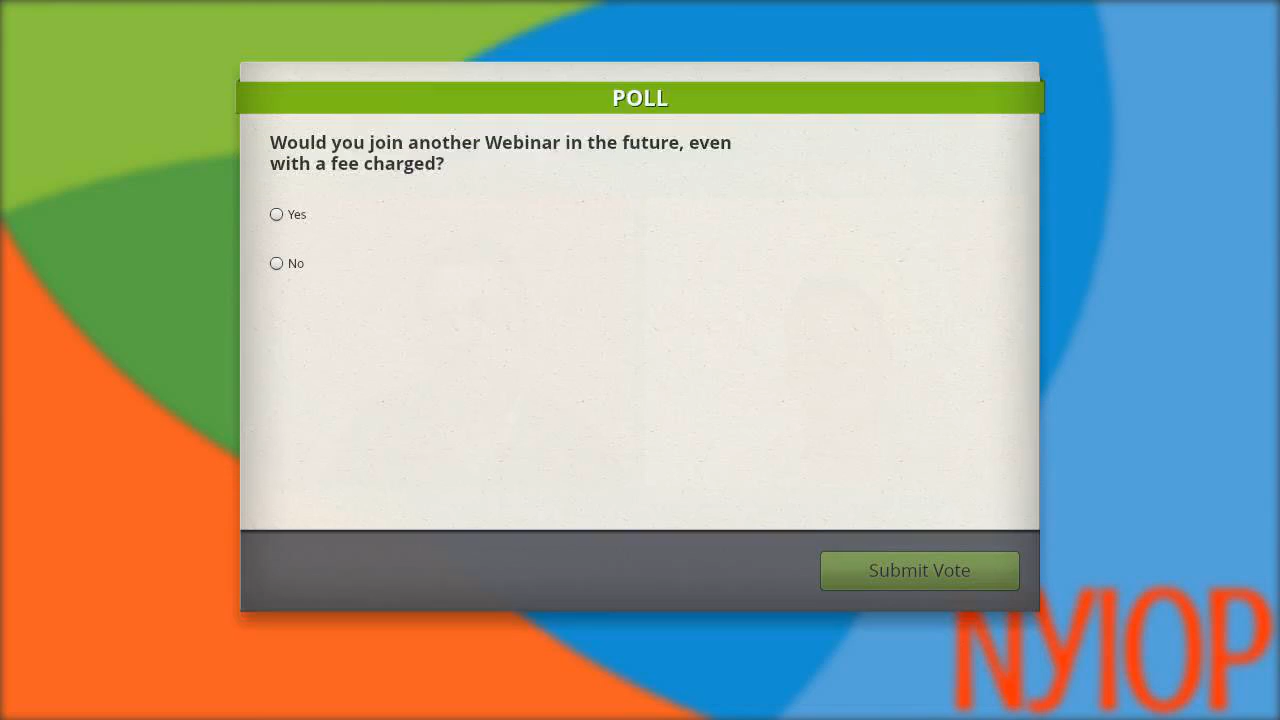 POLL
Would you join another Webinar in the future, even
with a fee charged?
Yes
No
Submit Vote
NYIOP